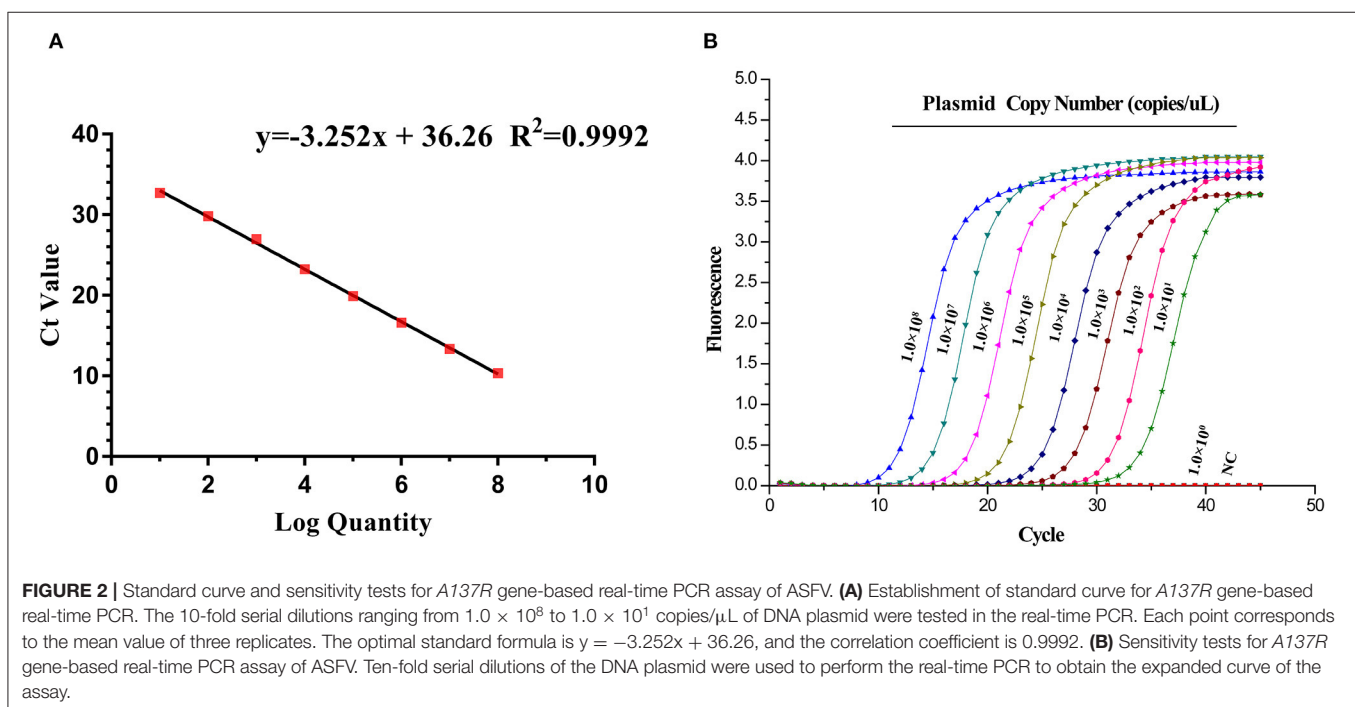 A
y=-3.252x + 36.26 R²=0.9992
40
30
20
10
0
Ct Value
0 2 4 6 8 10
Log Quantity
B
Plasmid Copy Number (copies/uL)
5.0
4.5
4.0
3.5
3.0
2.5
2.0
1.5
1.0
0.5
0.0
Fluorescence
1.0×10⁸
1.0×10⁷
1.0×10⁶
1.0×10⁵
1.0×10⁴
1.0×10³
1.0×10²
1.0×10¹
1.0×10⁰
NC
0 10 20 30 40 50
Cycle
FIGURE 2 | Standard curve and sensitivity tests for A137R gene-based real-time PCR assay of ASFV. (A) Establishment of standard curve for A137R gene-based
real-time PCR. The 10-fold serial dilutions ranging from 1.0 × 10⁸ to 1.0 × 10¹ copies/μL of DNA plasmid were tested in the real-time PCR. Each point corresponds
to the mean value of three replicates. The optimal standard formula is y = −3.252x + 36.26, and the correlation coefficient is 0.9992. (B) Sensitivity tests for A137R
gene-based real-time PCR assay of ASFV. Ten-fold serial dilutions of the DNA plasmid were used to perform the real-time PCR to obtain the expanded curve of the
assay.